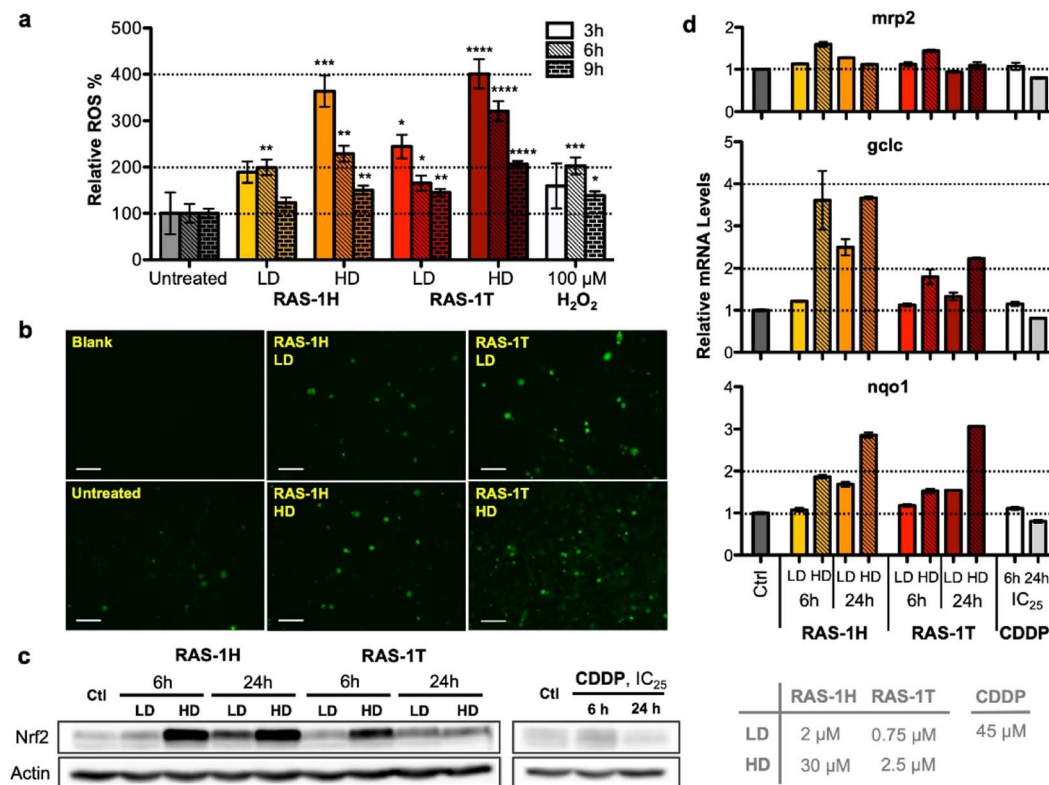 a
Relative ROS %
500
400
300
200
100
0
3h
6h
9h
*** ** ** ** * * ** **** **** **** *** *
Untreated LD HD LD HD 100 µM
RAS-1H RAS-1T H₂O₂
b
Blank
RAS-1H
LD
RAS-1T
LD
Untreated
RAS-1H
HD
RAS-1T
HD
c
RAS-1H RAS-1T
Ctl 6h 24h 6h 24h
LD HD LD HD LD HD LD HD
Ctl CDDP, IC₂₅
6 h 24 h
Nrf2
Actin
d
Relative mRNA Levels
mrp2
2
1
0
gclc
5
4
3
2
1
0
nqo1
4
3
2
1
0
Ctrl LD HD LD HD LD HD LD HD 6h 24h
6h 24h 6h 24h IC₂₅
RAS-1H RAS-1T CDDP
RAS-1H RAS-1T CDDP
LD 2 µM 0.75 µM 45 µM
HD 30 µM 2.5 µM